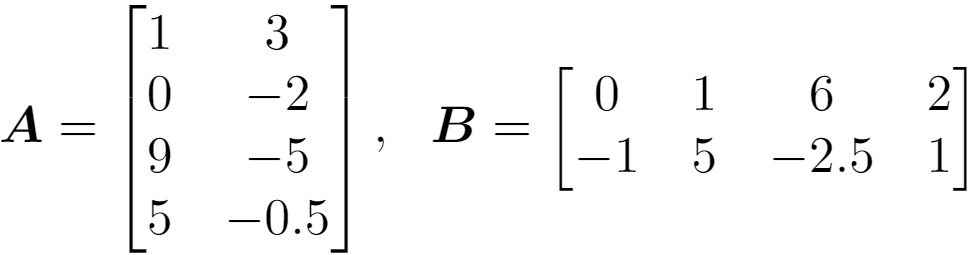 A = [1 3; 0 −2; 9 −5; 5 −0.5], B = [0 1 6 2; −1 5 −2.5 1]